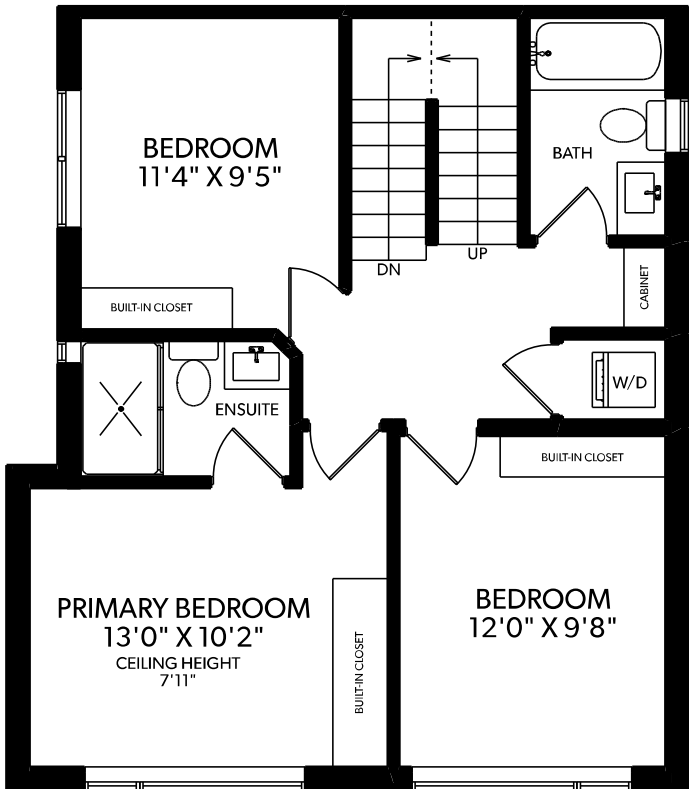 BEDROOM
11'4" X 9'5"
BATH
DN
UP
CABINET
BUILT-IN CLOSET
W/D
ENSUITE
BUILT-IN CLOSET
PRIMARY BEDROOM
13'0" X 10'2"
CEILING HEIGHT
7'11"
BUILT-IN CLOSET
BEDROOM
12'0" X 9'8"